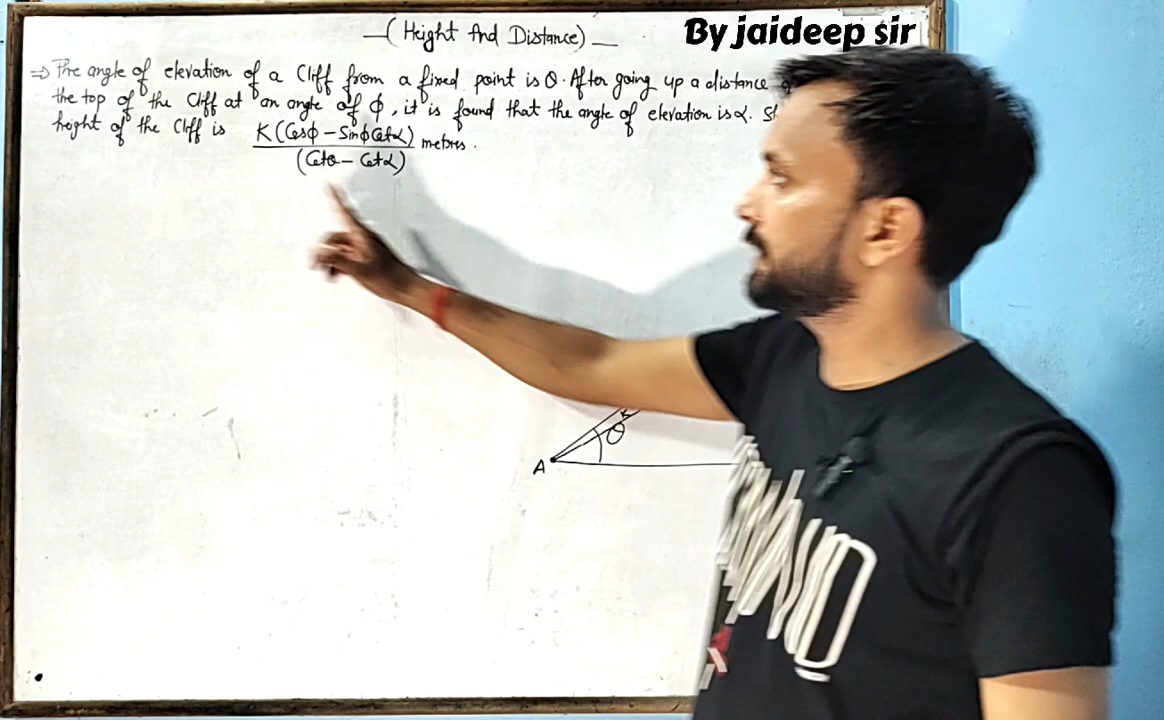 By jaideep sir
(Height And Distance)
⇒ The angle of elevation of a Cliff from a fixed point is θ. After going up a distance
the top of the Cliff at an angle of ϕ, it is found that the angle of elevation is α.
height of the Cliff is K(Cosϕ - SinϕCotα) / (Cotθ - Cotα) metres.
K
θ
A